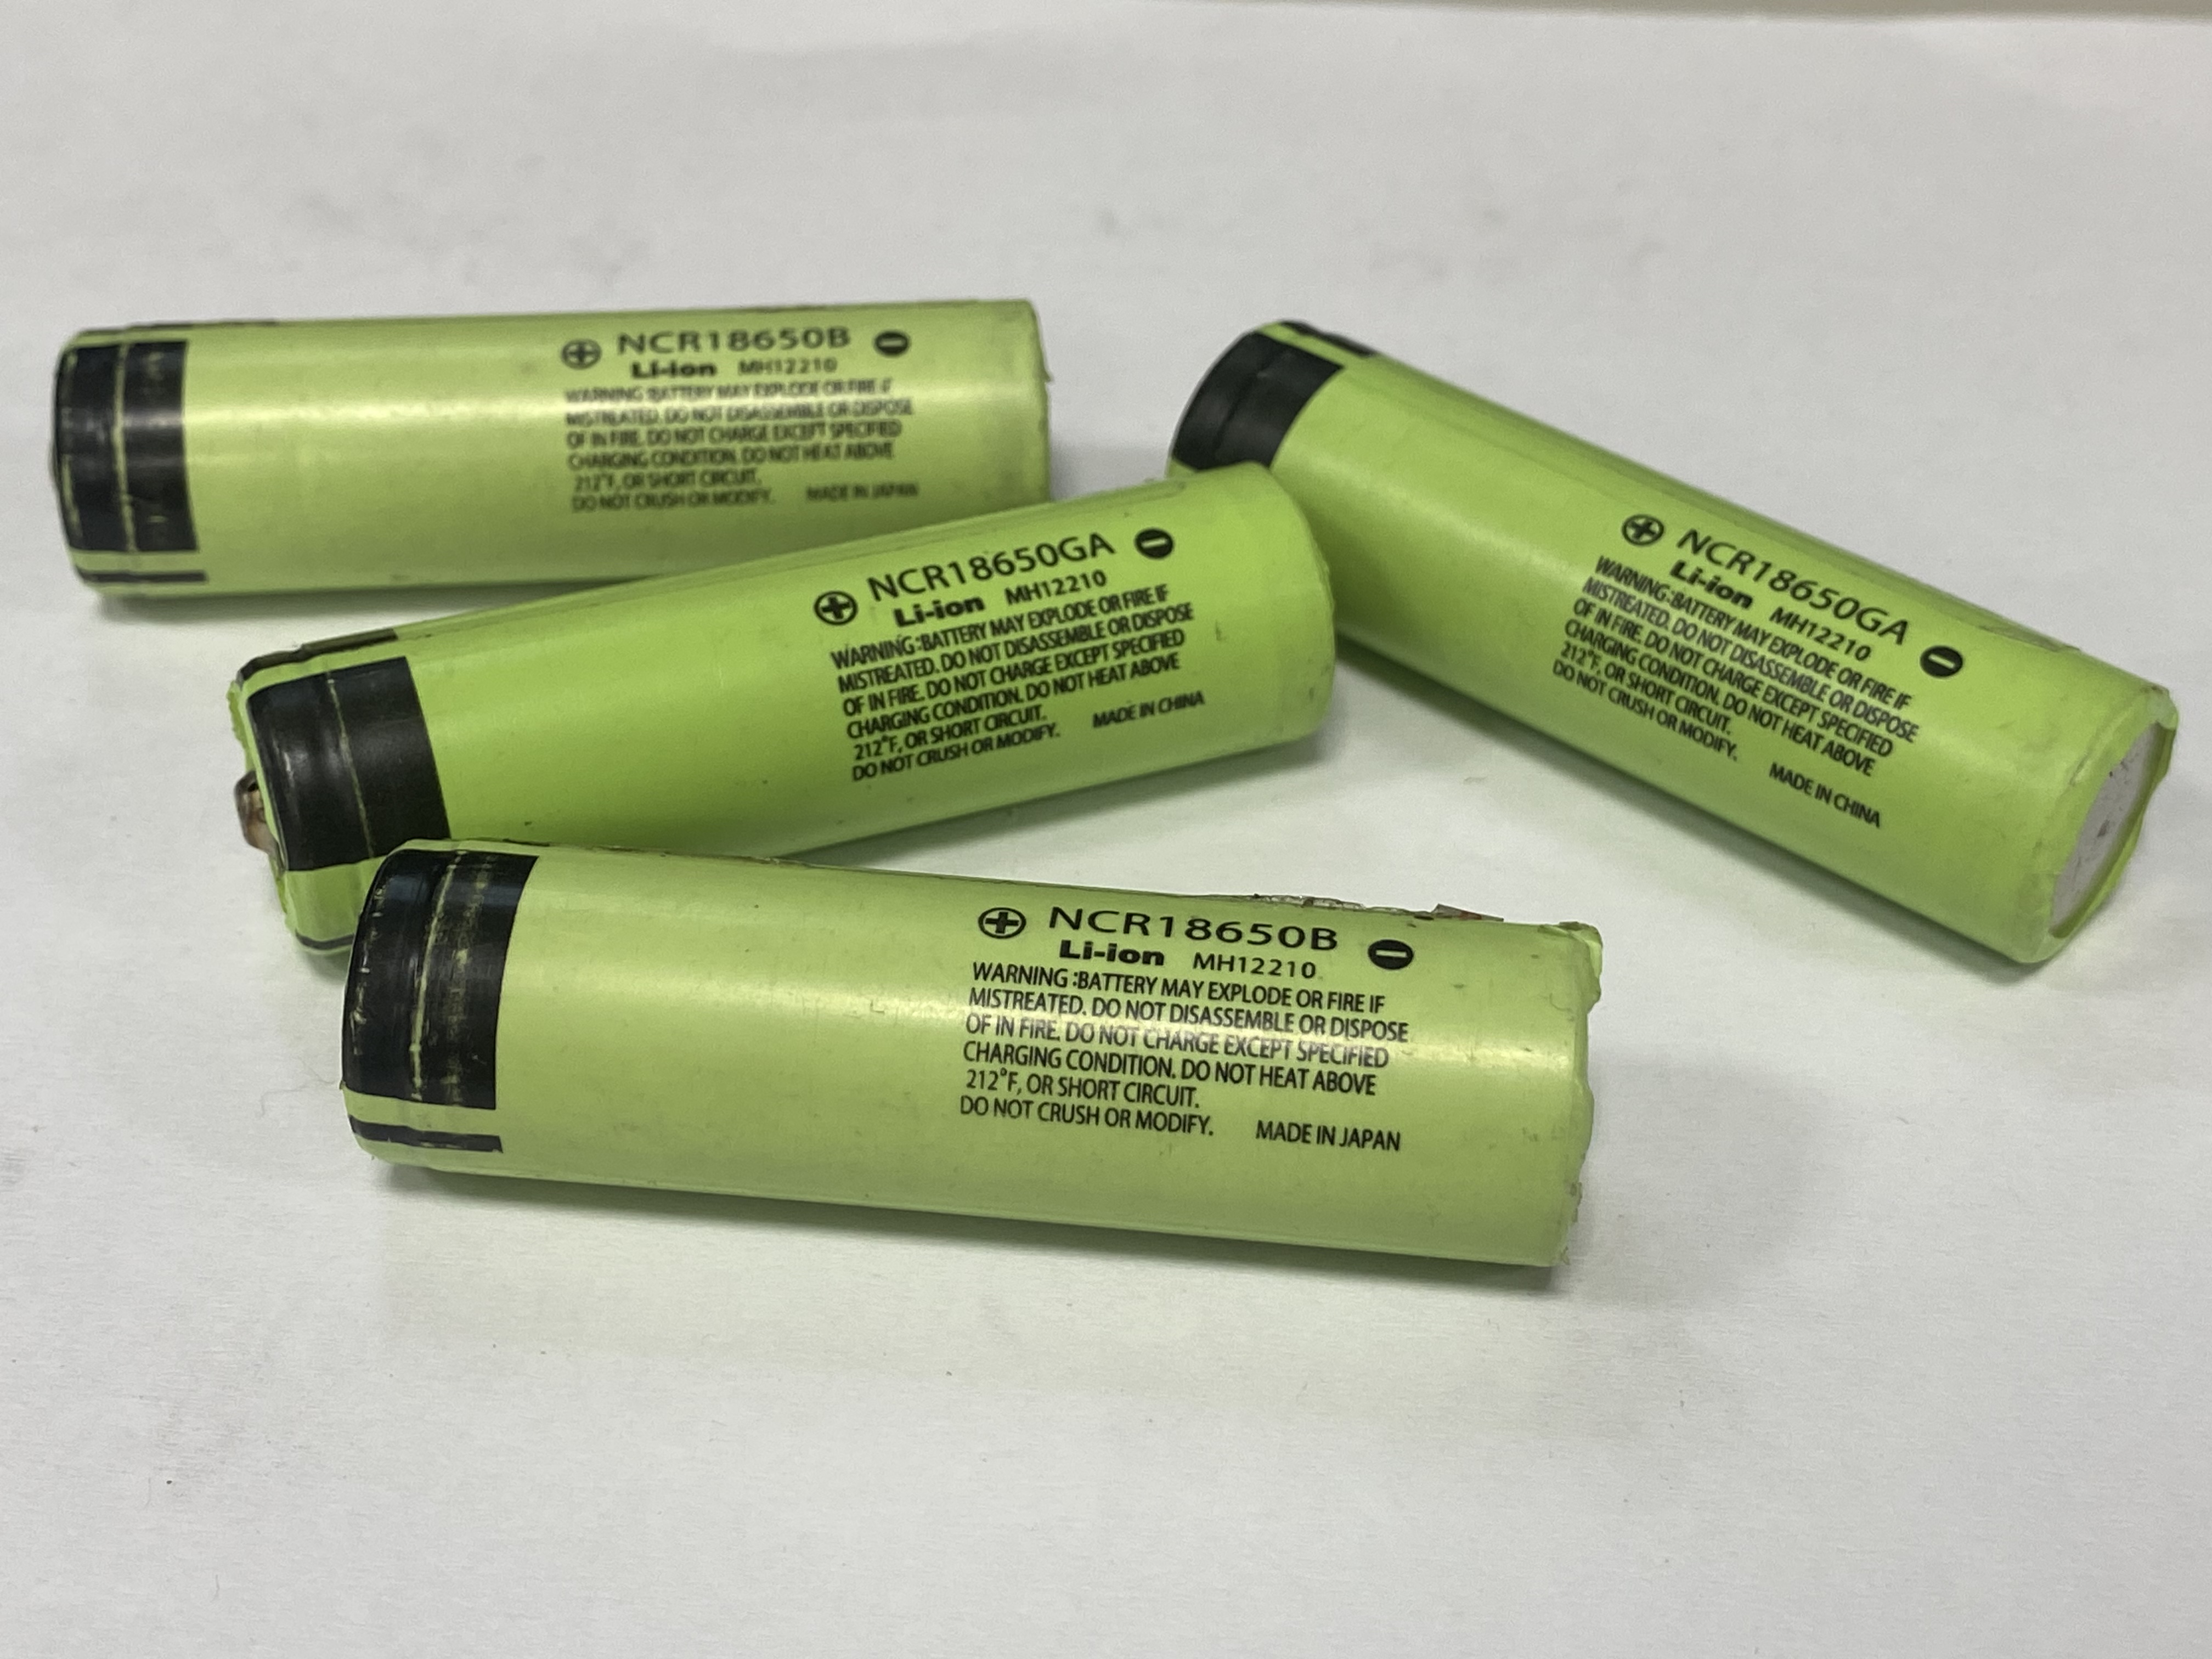 NCR18650B
Li-ion MH12210
WARNING :BATTERY MAY EXPLODE OR FIRE IF
MISTREATED. DO NOT DISASSEMBLE OR DISPOSE
OF IN FIRE. DO NOT CHARGE EXCEPT SPECIFIED
CHARGING CONDITION. DO NOT HEAT ABOVE
212°F, OR SHORT CIRCUIT.
DO NOT CRUSH OR MODIFY. MADE IN JAPAN
NCR18650GA
Li-ion MH12210
WARNING :BATTERY MAY EXPLODE OR FIRE IF
MISTREATED. DO NOT DISASSEMBLE OR DISPOSE
OF IN FIRE. DO NOT CHARGE EXCEPT SPECIFIED
CHARGING CONDITION. DO NOT HEAT ABOVE
212°F, OR SHORT CIRCUIT.
DO NOT CRUSH OR MODIFY. MADE IN CHINA
NCR18650GA
Li-ion MH12210
WARNING :BATTERY MAY EXPLODE OR FIRE IF
MISTREATED. DO NOT DISASSEMBLE OR DISPOSE
OF IN FIRE. DO NOT CHARGE EXCEPT SPECIFIED
CHARGING CONDITION. DO NOT HEAT ABOVE
212°F, OR SHORT CIRCUIT.
DO NOT CRUSH OR MODIFY. MADE IN CHINA
NCR18650B
Li-ion MH12210
WARNING :BATTERY MAY EXPLODE OR FIRE IF
MISTREATED. DO NOT DISASSEMBLE OR DISPOSE
OF IN FIRE. DO NOT CHARGE EXCEPT SPECIFIED
CHARGING CONDITION. DO NOT HEAT ABOVE
212°F, OR SHORT CIRCUIT.
DO NOT CRUSH OR MODIFY. MADE IN JAPAN